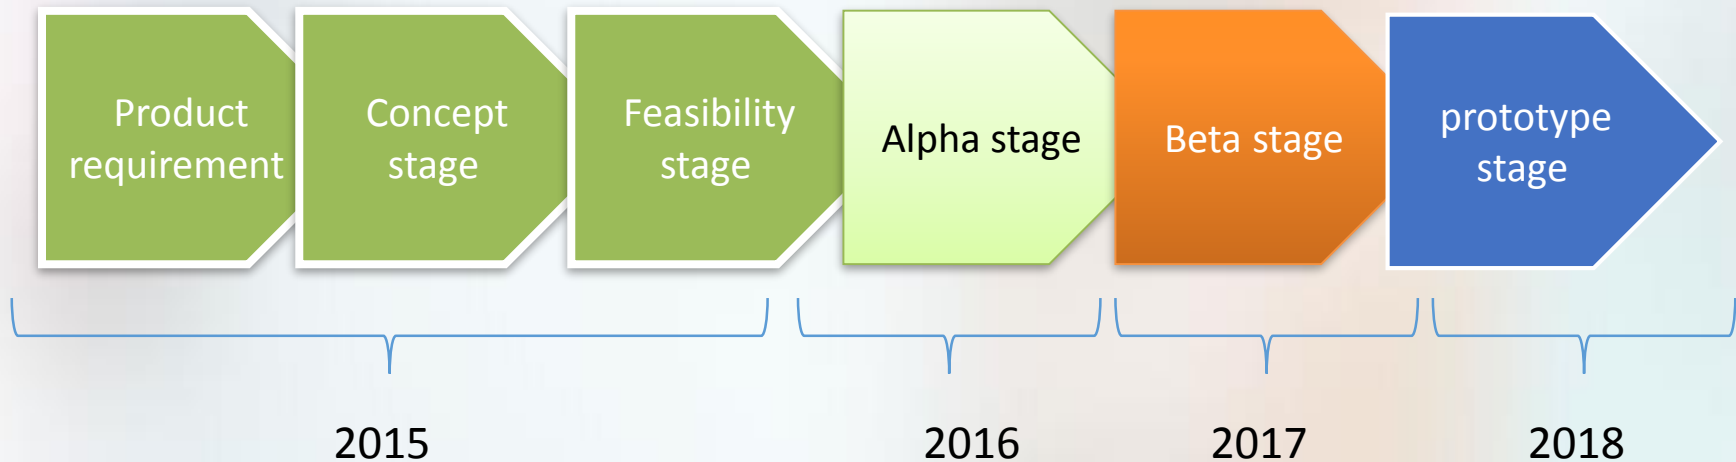 Product
requirement
Concept
stage
Feasibility
stage
Alpha stage
Beta stage
prototype
stage
2015
2016
2017
2018